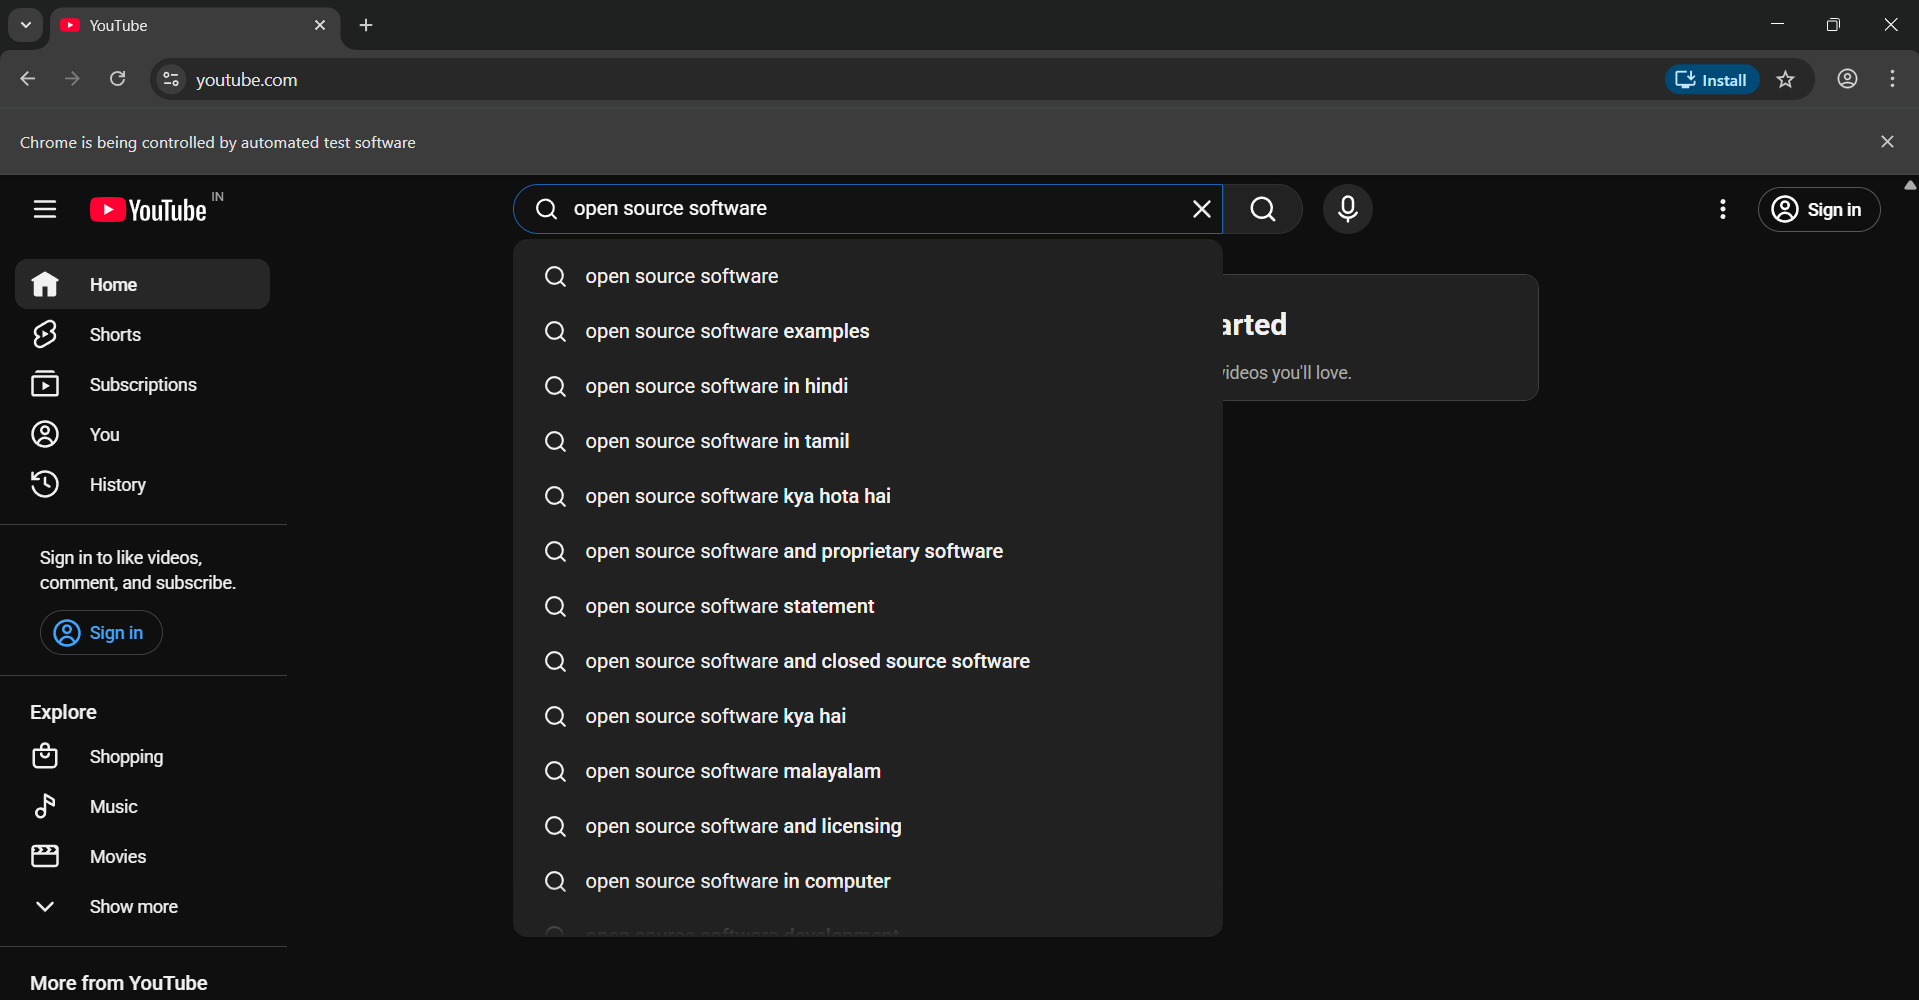 YouTube
youtube.com
Install
Chrome is being controlled by automated test software
YouTube IN
open source software
Sign in
Home
Shorts
Subscriptions
You
History
Sign in to like videos,
comment, and subscribe.
Sign in
Explore
Shopping
Music
Movies
Show more
More from YouTube
open source software
open source software examples
open source software in hindi
open source software in tamil
open source software kya hota hai
open source software and proprietary software
open source software statement
open source software and closed source software
open source software kya hai
open source software malayalam
open source software and licensing
open source software in computer
open source software development
arted
videos you'll love.